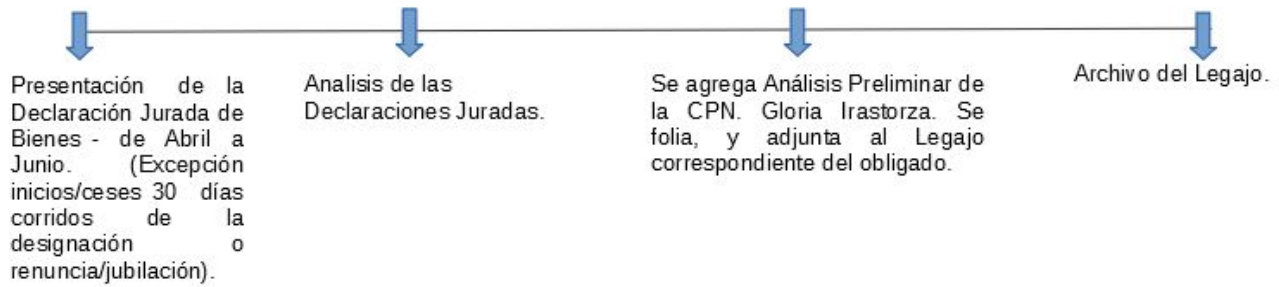 Presentación de la
Declaración Jurada de
Bienes - de Abril a
Junio. (Excepción
inicios/ceses 30 días
corridos de la
designación o
renuncia/jubilación).
Analisis de las
Declaraciones Juradas.
Se agrega Análisis Preliminar de
la CPN. Gloria Irastorza. Se
folia, y adjunta al Legajo
correspondiente del obligado.
Archivo del Legajo.